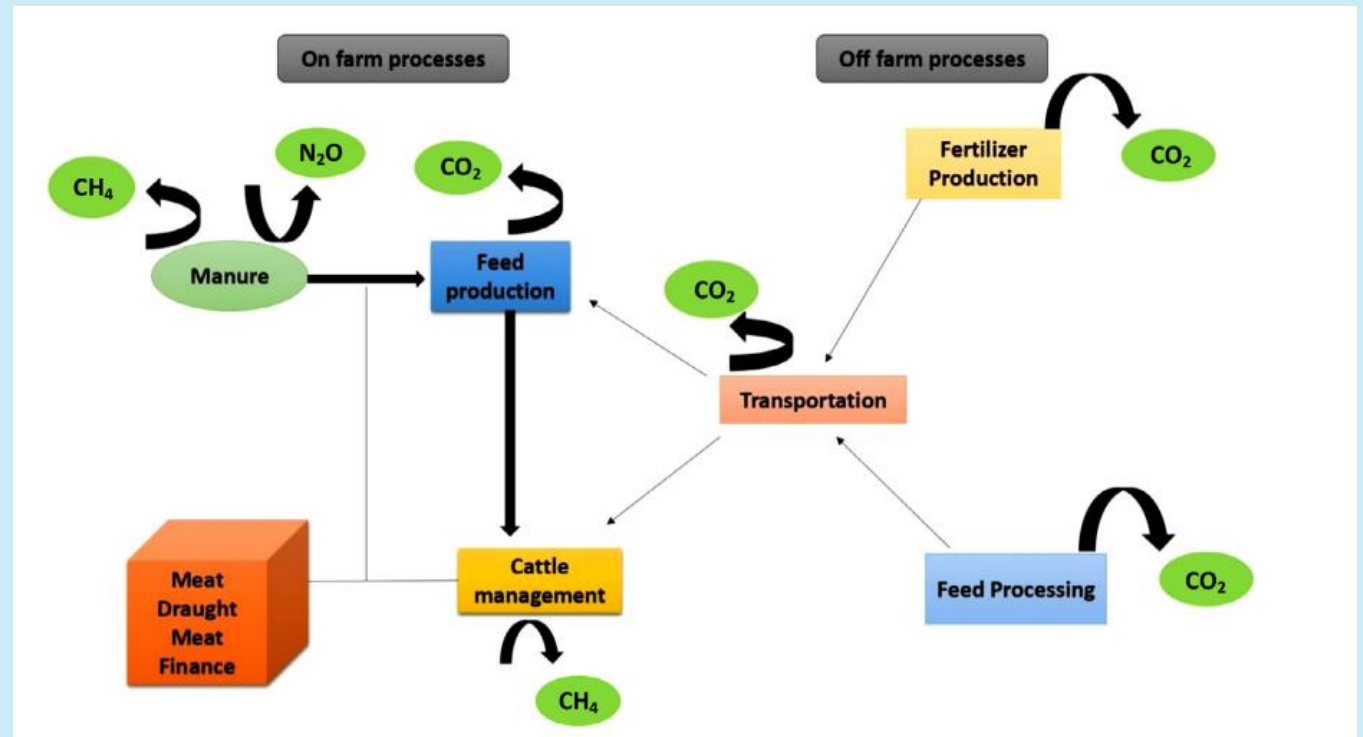 On farm processes
Off farm processes
CH₄
N₂O
CO₂
Fertilizer
Production
CO₂
Manure
Feed
production
CO₂
Transportation
Meat
Draught
Meat
Finance
Cattle
management
Feed Processing
CO₂
CH₄